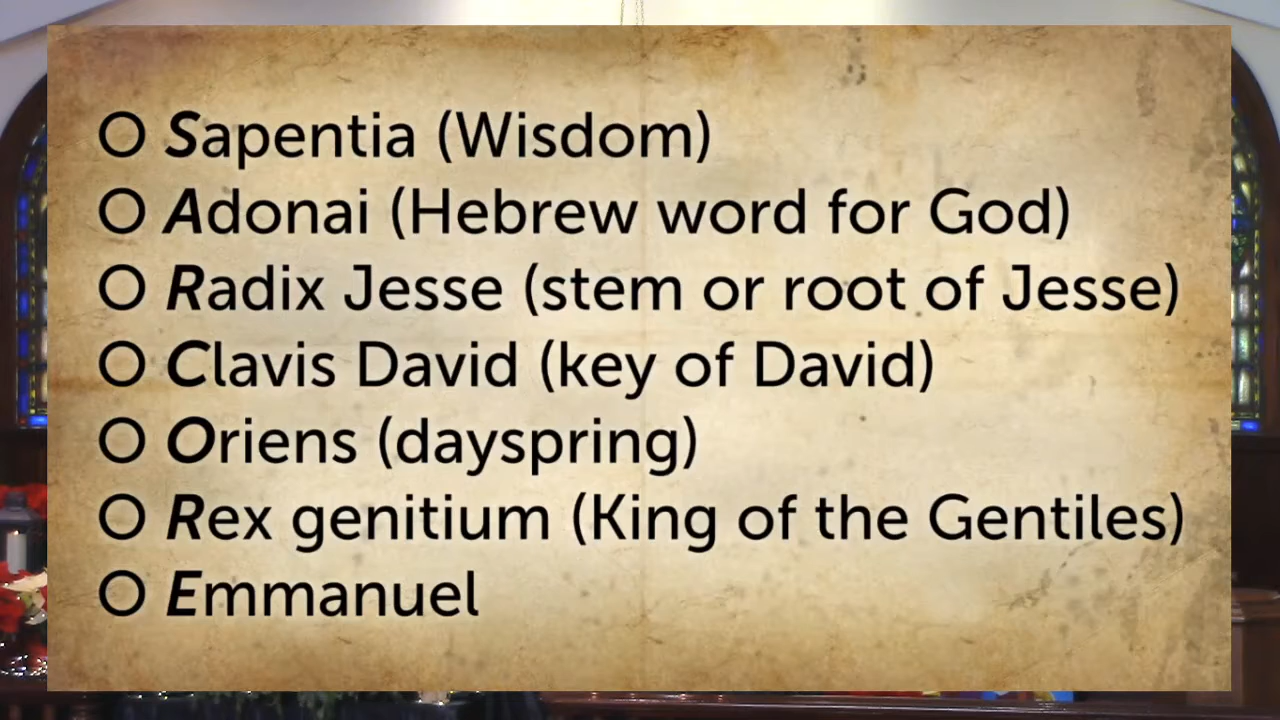 O Sapentia (Wisdom)
O Adonai (Hebrew word for God)
O Radix Jesse (stem or root of Jesse)
O Clavis David (key of David)
O Oriens (dayspring)
O Rex genitium (King of the Gentiles)
O Emmanuel